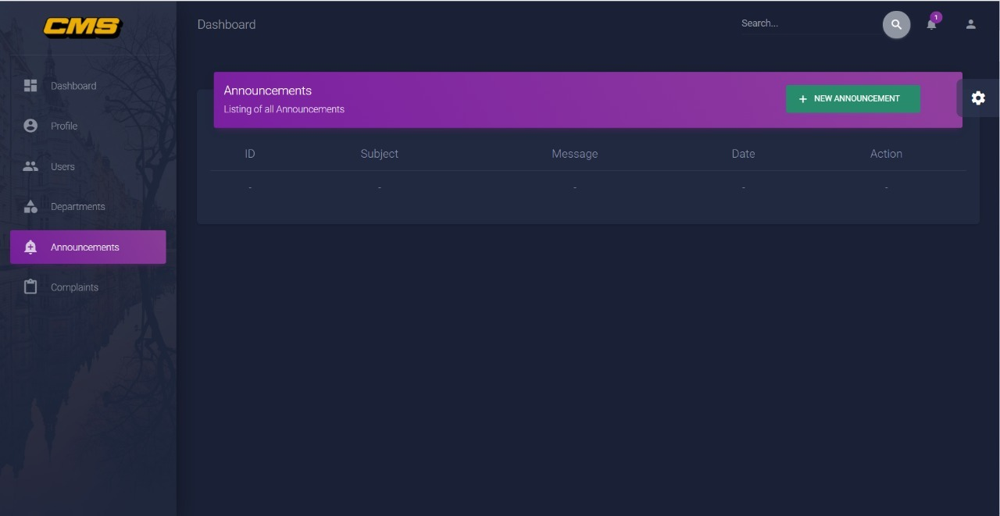 CMS
Dashboard
Search...
1
Dashboard
Profile
Users
Departments
Announcements
Complaints
Announcements
Listing of all Announcements
+ NEW ANNOUNCEMENT
ID Subject Message Date Action
- - - - -